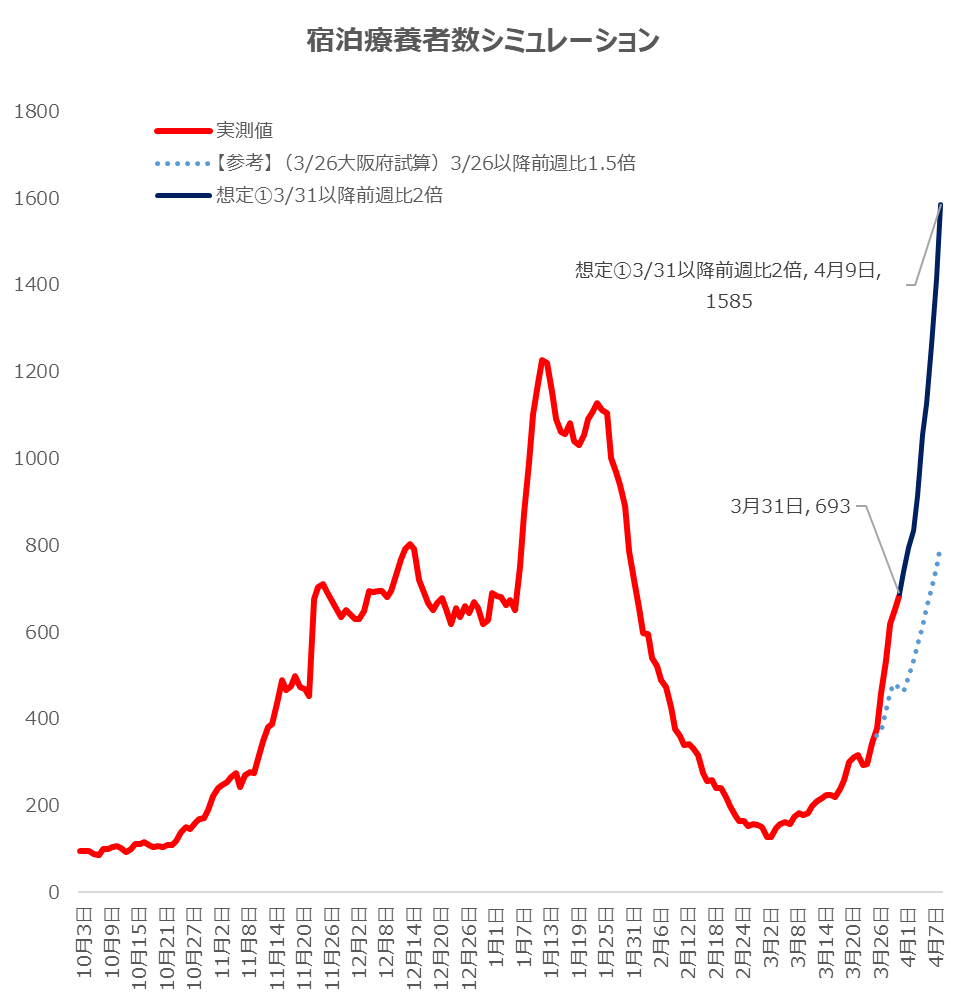 宿泊療養者数シミュレーション
1800
1600
1400
1200
1000
800
600
400
200
0
実測値
【参考】（3/26大阪府試算）3/26以降前週比1.5倍
想定①3/31以降前週比2倍
想定①3/31以降前週比2倍, 4月9日,
1585
3月31日, 693
10月3日
10月9日
10月15日
10月21日
10月27日
11月2日
11月8日
11月14日
11月20日
11月26日
12月2日
12月8日
12月14日
12月20日
12月26日
1月1日
1月7日
1月13日
1月19日
1月25日
1月31日
2月6日
2月12日
2月18日
2月24日
3月2日
3月8日
3月14日
3月20日
3月26日
4月1日
4月7日